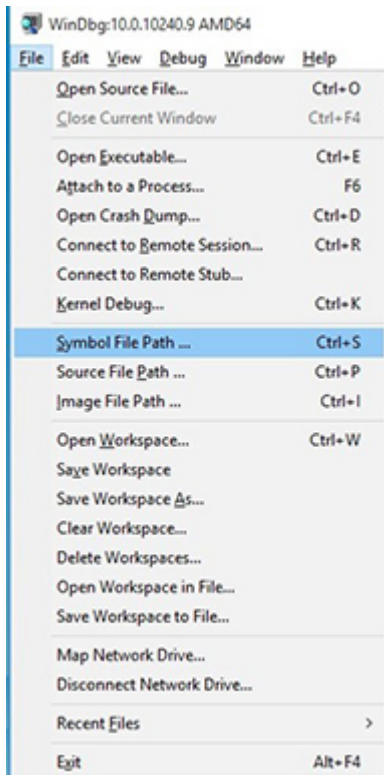 WinDbg:10.0.10240.9 AMD64
File Edit View Debug Window Help
Open Source File... Ctrl+O
Close Current Window Ctrl+F4
Open Executable... Ctrl+E
Attach to a Process... F6
Open Crash Dump... Ctrl+D
Connect to Remote Session... Ctrl+R
Connect to Remote Stub...
Kernel Debug... Ctrl+K
Symbol File Path ... Ctrl+S
Source File Path ... Ctrl+P
Image File Path ... Ctrl+I
Open Workspace... Ctrl+W
Save Workspace
Save Workspace As...
Clear Workspace...
Delete Workspaces...
Open Workspace in File...
Save Workspace to File...
Map Network Drive...
Disconnect Network Drive...
Recent Files >
Exit Alt+F4